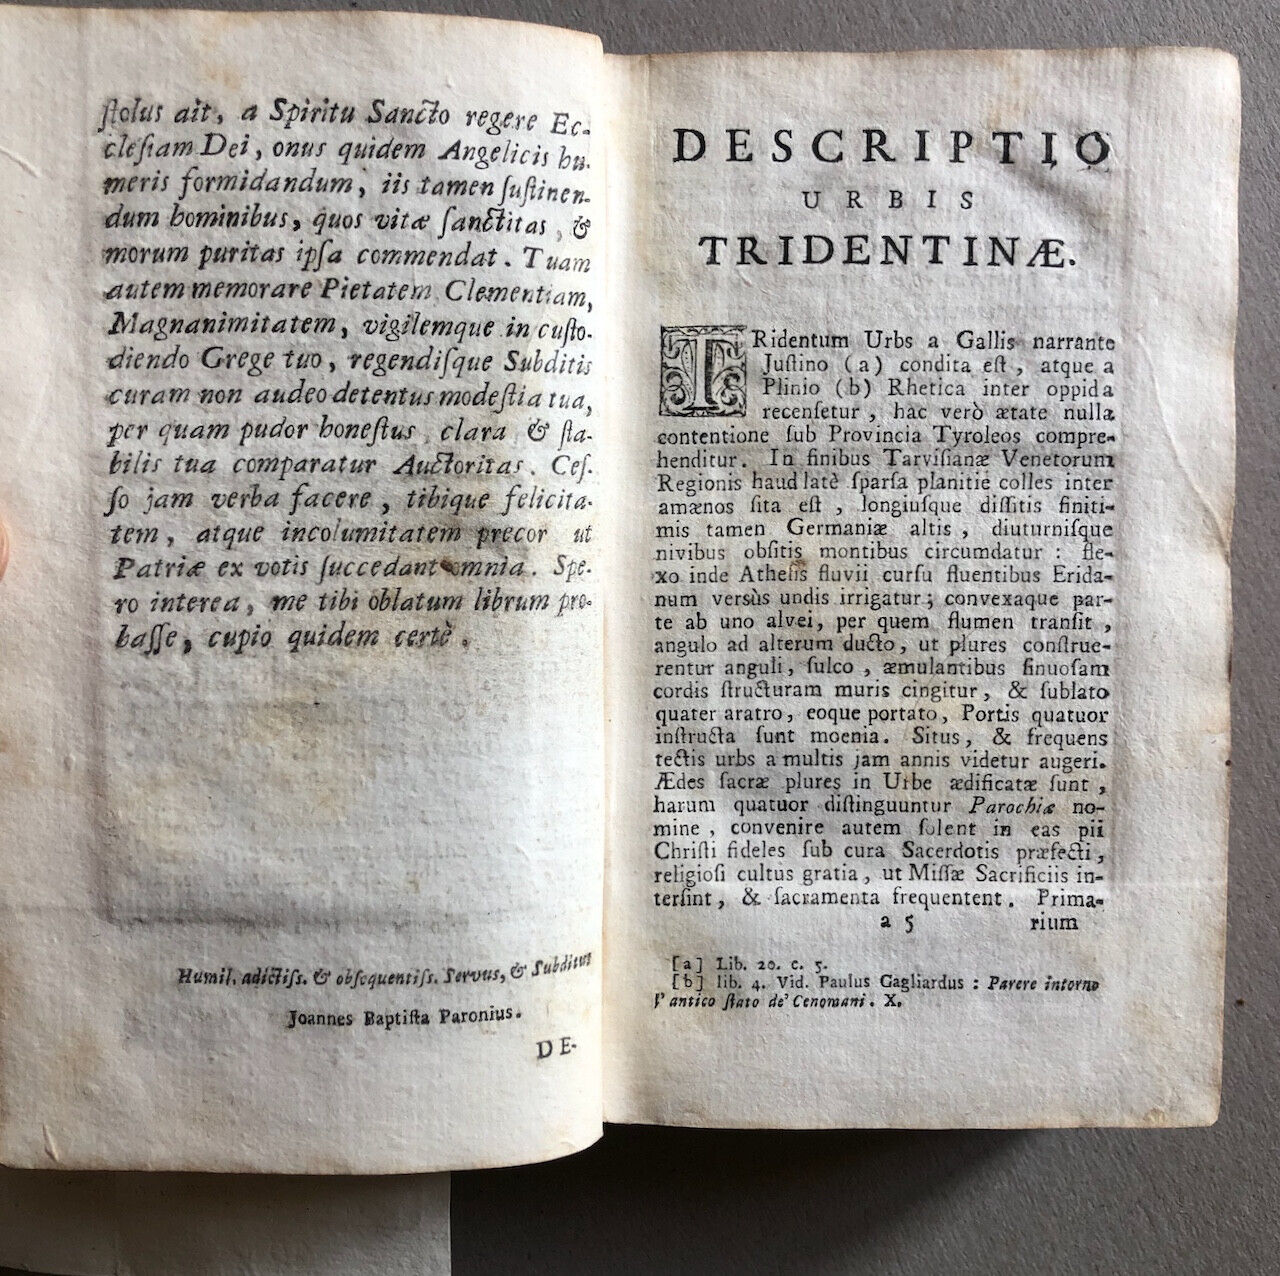 ſtolus ait, a Spiritu Sancto regere Ec-
cleſiam Dei, onus quidem Angelicis hu-
meris formidandum, iis tamen ſuſtinen-
dum hominibus, quos vitæ ſanctitas, &
morum puritas ipſa commendat. Tuam
autem memorare Pietatem Clementiam,
Magnanimitatem, vigilemque in cuſto-
diendo Grege tuo, regendiſque Subditis
curam non audeo detentus modeſtia tua,
per quam pudor honeſtus, clara & ſta-
bilis tua comparatur Auctoritas. Ceſ-
ſo jam verba facere, tibique felicita-
tem, atque incolumitatem precor ut
Patriæ ex votis ſuccedant omnia. Spe-
ro interea, me tibi oblatum librum pro-
baſſe, cupio quidem certè.
Humil. adictiſs. & obſequentiſs. Servus, & Subditus
Joannes Baptiſta Paronius.
DE-
DESCRIPTIO
URBIS
TRIDENTINÆ.
TRidentum Urbs a Gallis narrante
Juſtino (a) condita eſt, atque a
Plinio (b) Rhetica inter oppida
recenſetur, hac verò ætate nulla
contentione ſub Provincia Tyroleos compre-
henditur. In finibus Tarviſianæ Venetorum
Regionis haud latè ſparſa planitie colles inter
amænos ſita eſt, longiuſque diſſitis finiti-
mis tamen Germaniæ altis, diuturniſque
nivibus obſitis montibus circumdatur: fle-
xo inde Atheſis fluvii curſu fluentibus Erida-
num versùs undis irrigatur; convexaque par-
te ab uno alvei, per quem flumen tranſit,
angulo ad alterum ducto, ut plures conſtrue-
rentur anguli, ſulco, æmulantibus ſinuoſam
cordis ſtructuram muris cingitur, & ſublato
quater aratro, eoque portato, Portis quatuor
inſtructa ſunt moenia. Situs, & frequens
tectis urbs a multis jam annis videtur augeri.
Ædes ſacræ plures in Urbe ædificatæ ſunt,
harum quatuor diſtinguuntur Parochiæ no-
mine, convenire autem ſolent in eas pii
Chriſti fideles ſub cura Sacerdotis præfecti,
religioſi cultus gratia, ut Miſſæ Sacrificiis in-
terſint, & ſacramenta frequentent. Prima-
a 5 rium
[a] Lib. 20. c. 5.
[b] lib. 4. Vid. Paulus Gagliardus: Parere intorno
l' antico ſtato de' Cenomani. X.